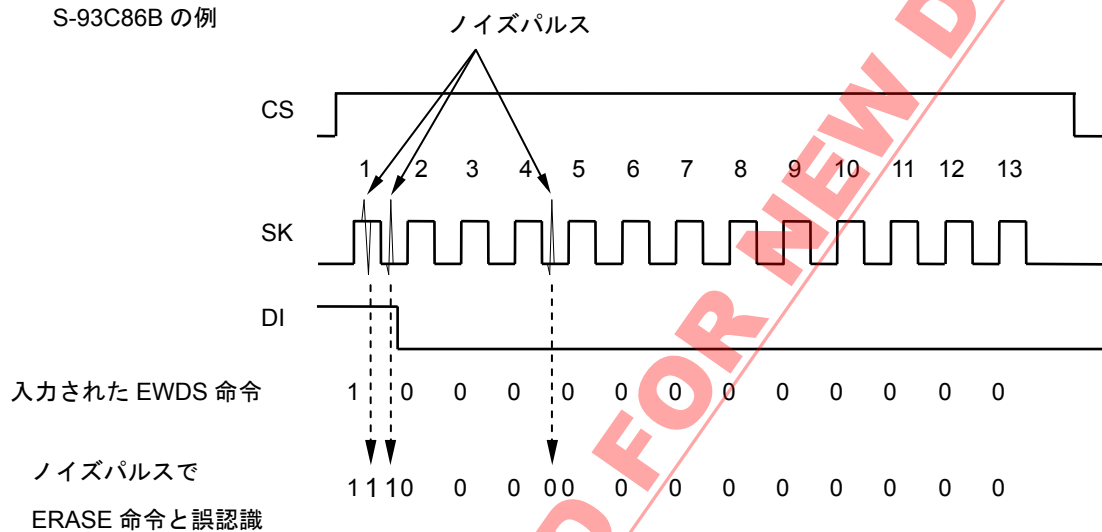 S-93C86B の例
ノイズパルス
CS
1 2 3 4 5 6 7 8 9 10 11 12 13
SK
DI
入力された EWDS 命令 1 0 0 0 0 0 0 0 0 0 0 0 0
ノイズパルスで
1 1 1 0 0 0 0 0 0 0 0 0 0 0 0 0
ERASE 命令と誤認識
D FOR NEW D